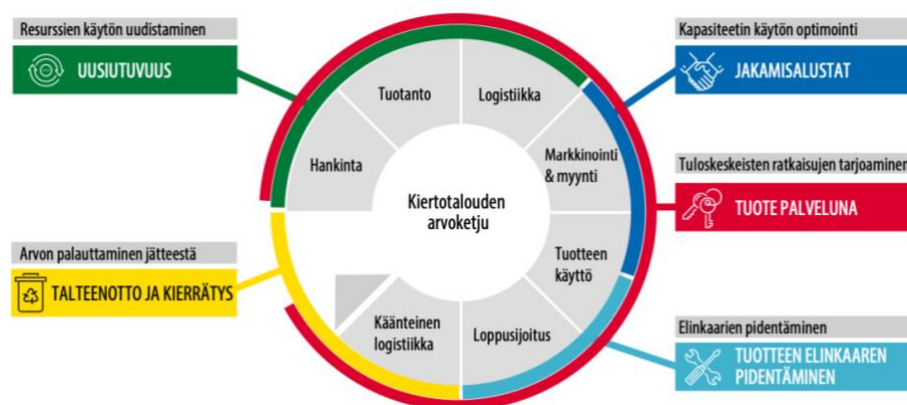 Resurssien käytön uudistaminen
UUSIUTUVUUS
Arvon palauttaminen jätteestä
TALTEENOTTO JA KIERRÄTYS
Hankinta
Tuotanto
Logistiikka
Markkinointi
& myynti
Tuotteen
käyttö
Loppusijoitus
Käänteinen
logistiikka
Kiertotalouden
arvoketju
Kapasiteetin käytön optimointi
JAKAMISALUSTAT
Tuloskeskeisten ratkaisujen tarjoaminen
TUOTE PALVELUNA
Elinkaarien pidentäminen
TUOTTEEN ELINKAAREN
PIDENTÄMINEN